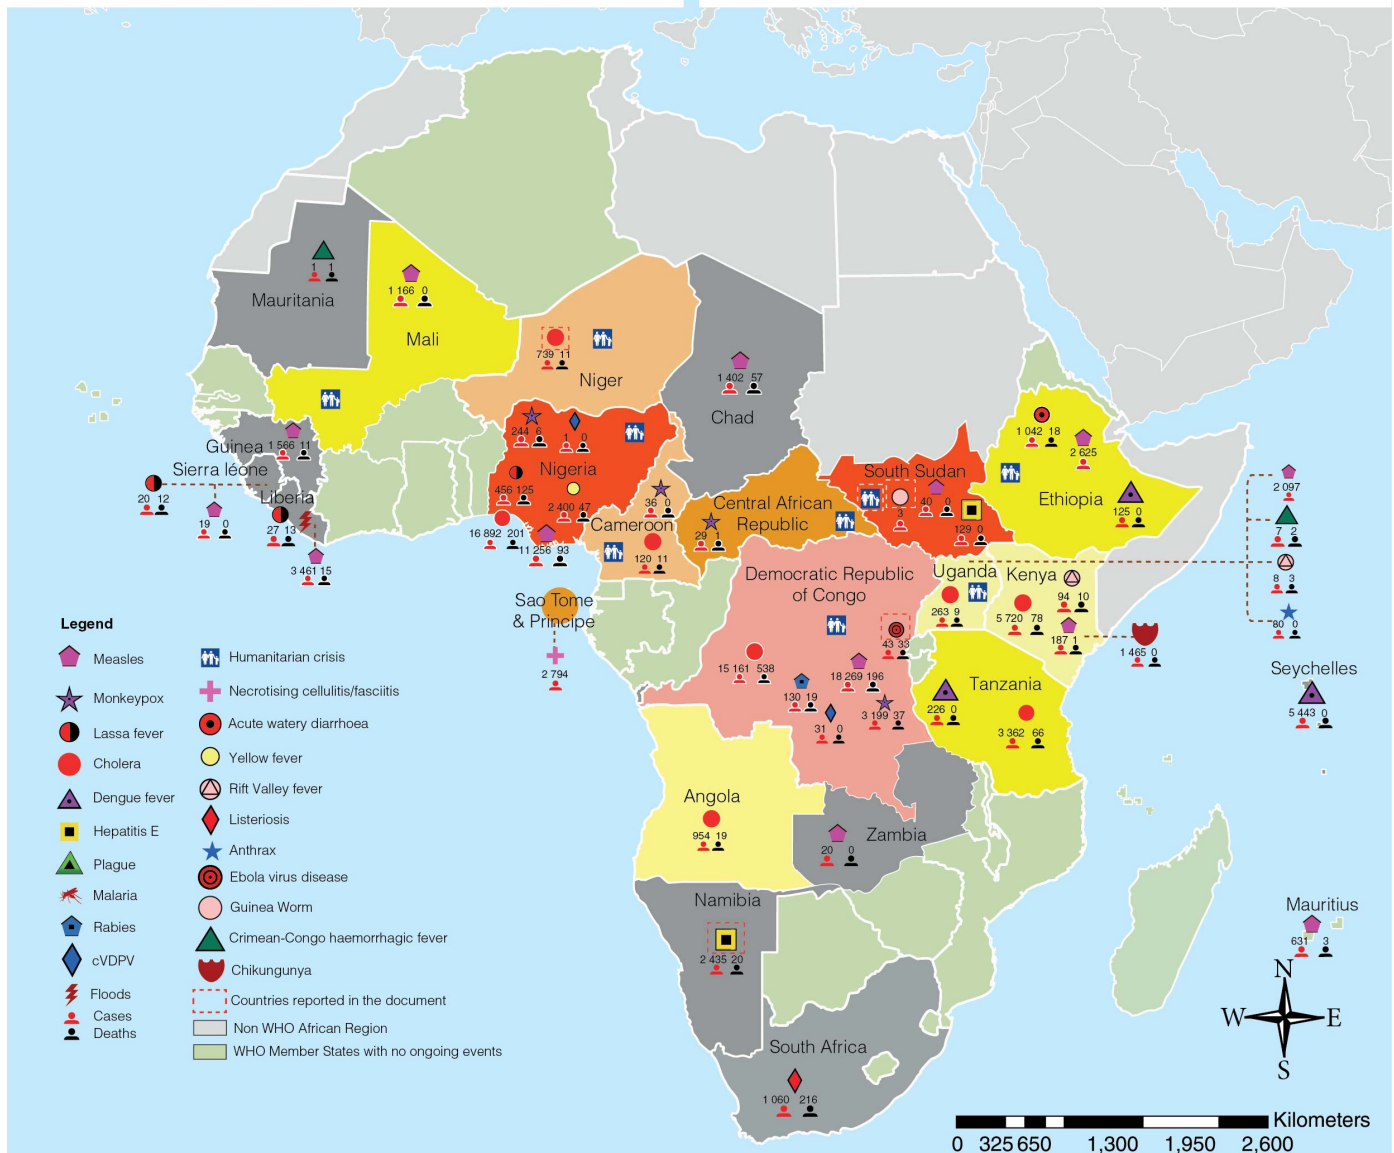 1 1
Mauritania
1 166 0
Mali
739 11
Niger
1 402 57
Chad
Guinea
1 566 11
Sierra léone
20 12
19 0
Liberia
27 13
3 461 15
244 6
1 0
Nigeria
456 125
2 400 47
16 892 201
11 256 93
36 0
Cameroon
120 11
Central African
Republic
29 1
South Sudan
3
40 0
129 0
1 042 18
2 625
Ethiopia
125 0
2 097
7 2
8 3
80 0
Uganda
263 9
Kenya
94 10
5 720 78
187 1
1 465 0
Democratic Republic
of Congo
43 33
15 161 538
18 269 196
130 19
3 199 37
31 0
Sao Tome
& Principe
2 794
Tanzania
226 0
3 362 66
Seychelles
5 443 0
Angola
954 19
Zambia
20 0
Namibia
2 435 20
Mauritius
631 3
South Africa
1 060 216
Legend
Measles
Monkeypox
Lassa fever
Cholera
Dengue fever
Hepatitis E
Plague
Malaria
Rabies
cVDPV
Floods
Cases
Deaths
Humanitarian crisis
Necrotising cellulitis/fasciitis
Acute watery diarrhoea
Yellow fever
Rift Valley fever
Listeriosis
Anthrax
Ebola virus disease
Guinea Worm
Crimean-Congo haemorrhagic fever
Chikungunya
Countries reported in the document
Non WHO African Region
WHO Member States with no ongoing events
N
W E
S
Kilometers
0 325 650 1,300 1,950 2,600